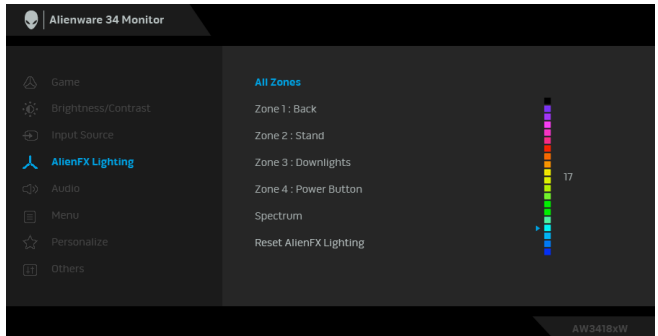 Alienware 34 Monitor
Game
Brightness/Contrast
Input Source
AlienFX Lighting
Audio
Menu
Personalize
Others
All Zones
Zone 1 : Back
Zone 2 : Stand
Zone 3 : Downlights
Zone 4 : Power Button
Spectrum
Reset AlienFX Lighting
17
AW3418xW